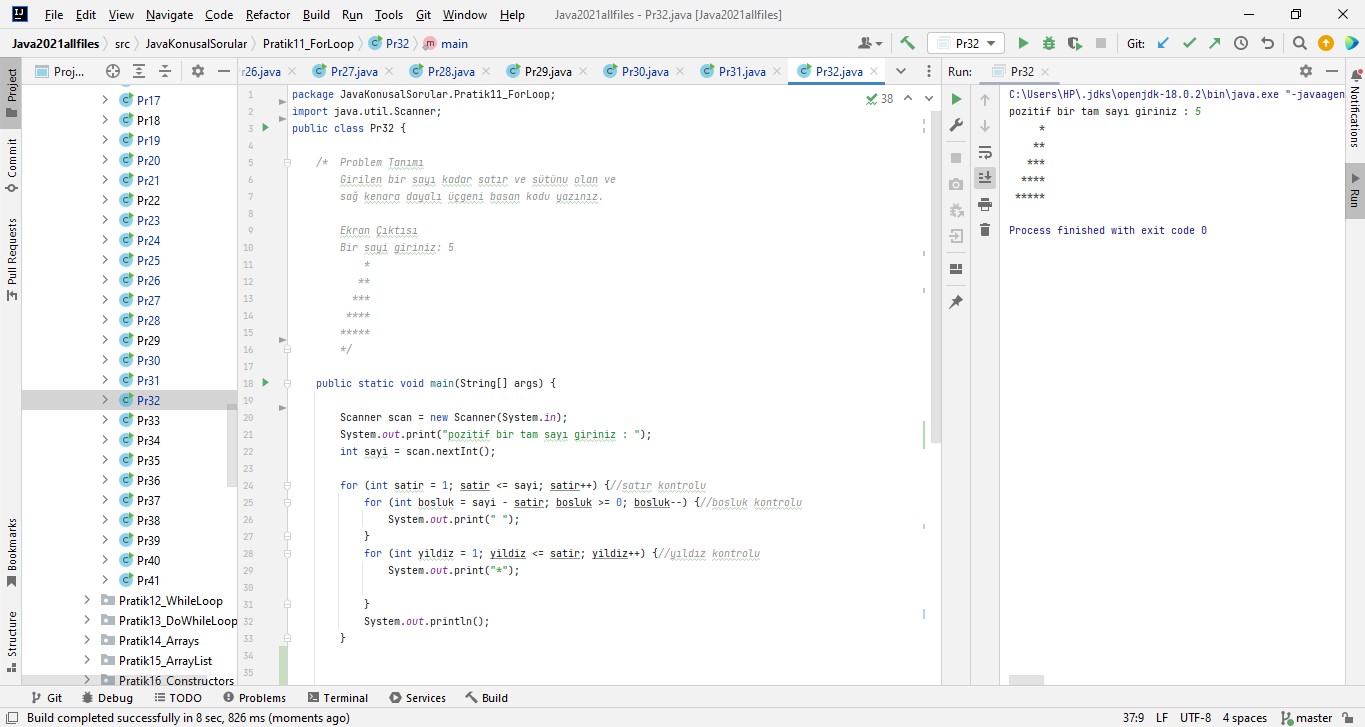 File Edit View Navigate Code Refactor Build Run Tools Git Window Help Java2021allfiles - Pr32.java [Java2021allfiles]
Java2021allfiles src JavaKonusalSorular Pratik11_ForLoop Pr32 main Pr32 Git:
Project
Commit
Pull Requests
Bookmarks
Structure
Proj...
Pr17
Pr18
Pr19
Pr20
Pr21
Pr22
Pr23
Pr24
Pr25
Pr26
Pr27
Pr28
Pr29
Pr30
Pr31
Pr32
Pr33
Pr34
Pr35
Pr36
Pr37
Pr38
Pr39
Pr40
Pr41
Pratik12_WhileLoop
Pratik13_DoWhileLoop
Pratik14_Arrays
Pratik15_ArrayList
Pratik16_Constructors
r26.java Pr27.java Pr28.java Pr29.java Pr30.java Pr31.java Pr32.java
38
1 package JavaKonusalSorular.Pratik11_ForLoop;
2 import java.util.Scanner;
3 public class Pr32 {
4
5 /* Problem Tanımı
6 Girilen bir sayı kadar satır ve sütünu olan ve
7 sağ kenara dayalı üçgeni basan kodu yazınız.
8
9 Ekran Çıktısı
10 Bir sayi giriniz: 5
11 *
12 **
13 ***
14 ****
15 *****
16 */
17
18 public static void main(String[] args) {
19
20 Scanner scan = new Scanner(System.in);
21 System.out.print("pozitif bir tam sayı giriniz : ");
22 int sayi = scan.nextInt();
23
24 for (int satir = 1; satir <= sayi; satir++) {//satır kontrolu
25 for (int bosluk = sayi - satir; bosluk >= 0; bosluk--) {//bosluk kontrolu
26 System.out.print(" ");
27 }
28 for (int yildiz = 1; yildiz <= satir; yildiz++) {//yıldız kontrolu
29 System.out.print("*");
30
31 }
32 System.out.println();
33 }
34
35
Run: Pr32
C:\Users\HP\.jdks\openjdk-18.0.2\bin\java.exe "-javaagen
pozitif bir tam sayı giriniz : 5
*
**
***
****
*****
Process finished with exit code 0
Notifications
Run
Git Debug TODO Problems Terminal Services Build
Build completed successfully in 8 sec, 826 ms (moments ago) 37:9 LF UTF-8 4 spaces master